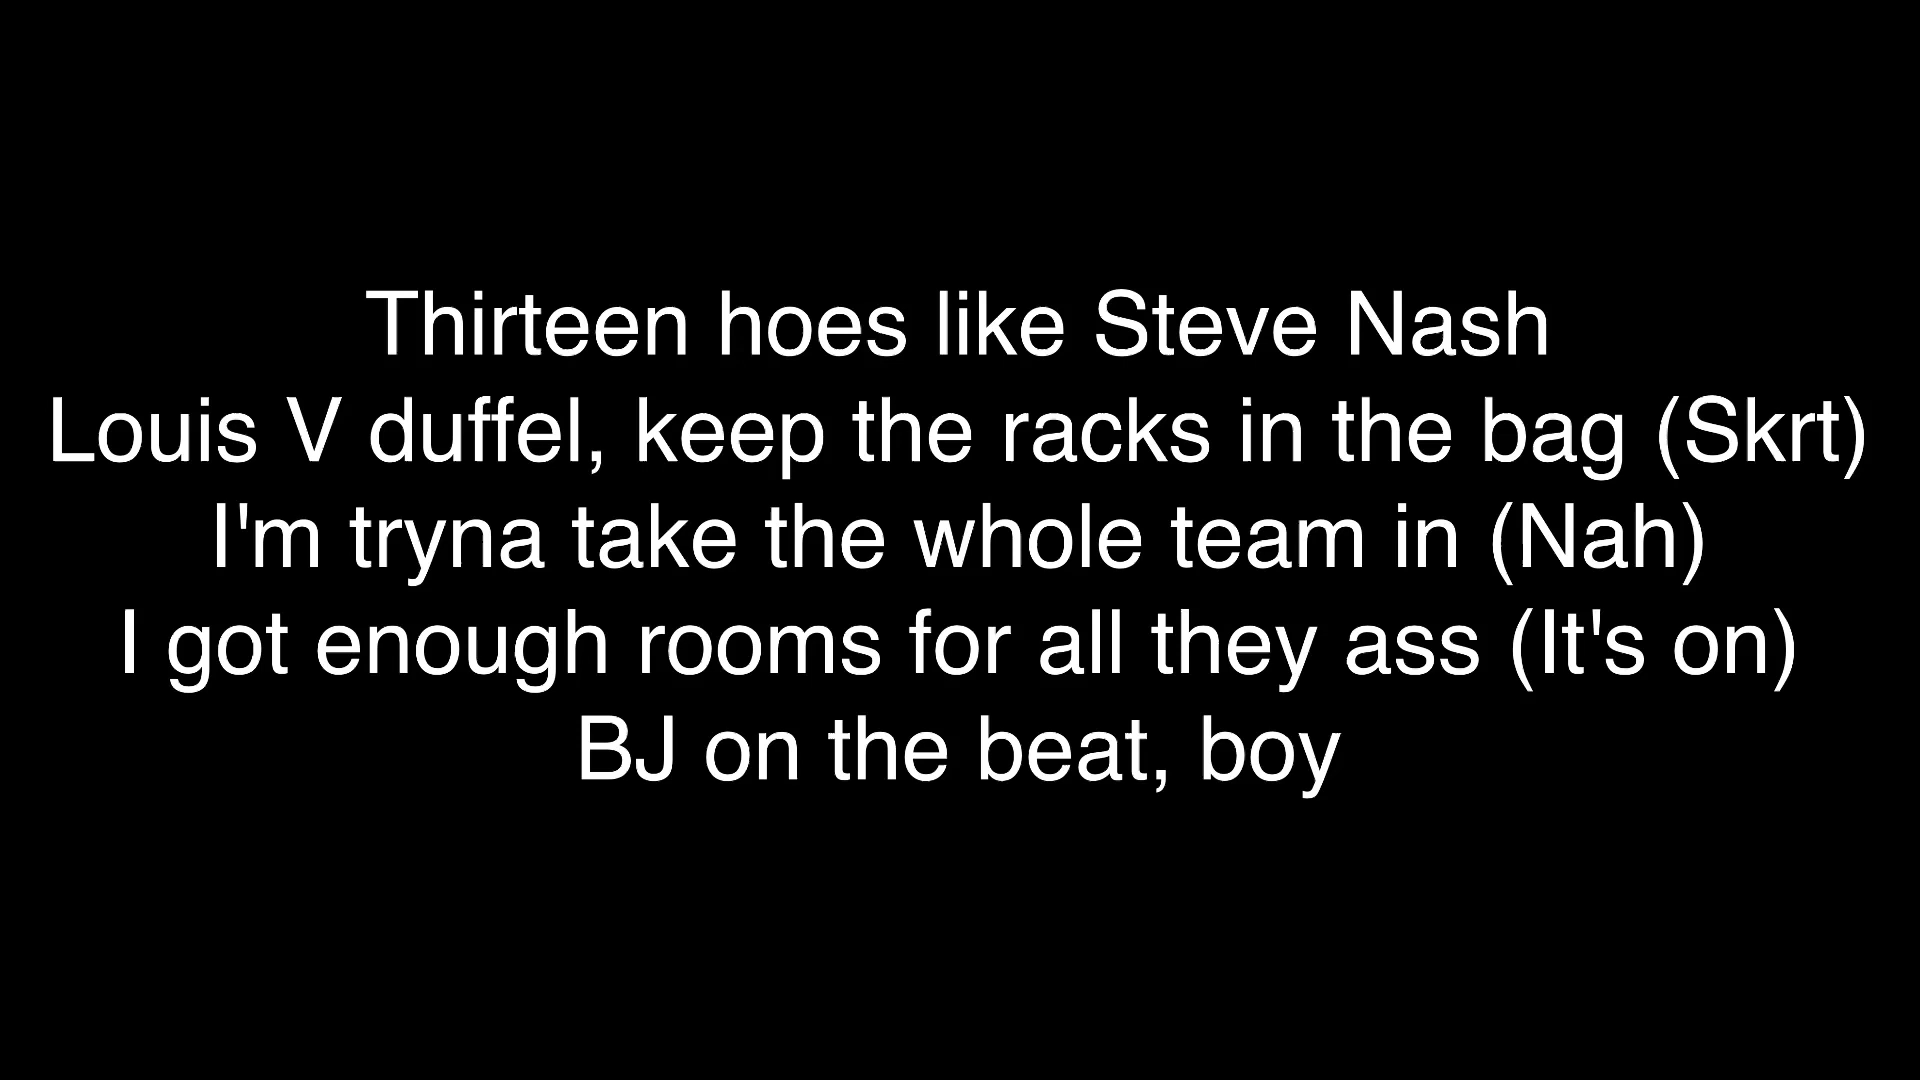 Thirteen hoes like Steve Nash
Louis V duffel, keep the racks in the bag (Skrt)
I'm tryna take the whole team in (Nah)
I got enough rooms for all they ass (It's on)
BJ on the beat, boy